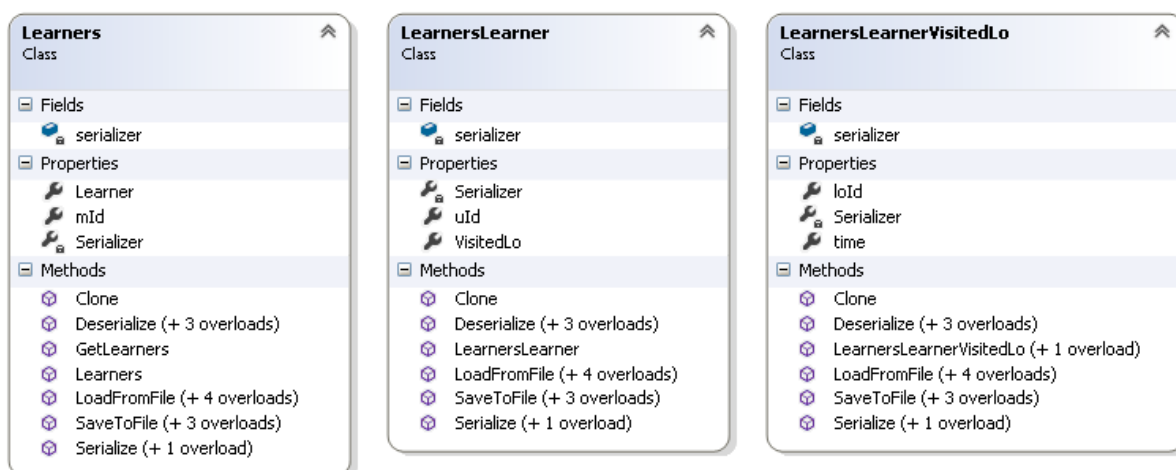 Learners
Class
Fields
serializer
Properties
Learner
mId
Serializer
Methods
Clone
Deserialize (+ 3 overloads)
GetLearners
Learners
LoadFromFile (+ 4 overloads)
SaveToFile (+ 3 overloads)
Serialize (+ 1 overload)
LearnersLearner
Class
Fields
serializer
Properties
Serializer
uId
VisitedLo
Methods
Clone
Deserialize (+ 3 overloads)
LearnersLearner
LoadFromFile (+ 4 overloads)
SaveToFile (+ 3 overloads)
Serialize (+ 1 overload)
LearnersLearnerVisitedLo
Class
Fields
serializer
Properties
loId
Serializer
time
Methods
Clone
Deserialize (+ 3 overloads)
LearnersLearnerVisitedLo (+ 1 overload)
LoadFromFile (+ 4 overloads)
SaveToFile (+ 3 overloads)
Serialize (+ 1 overload)